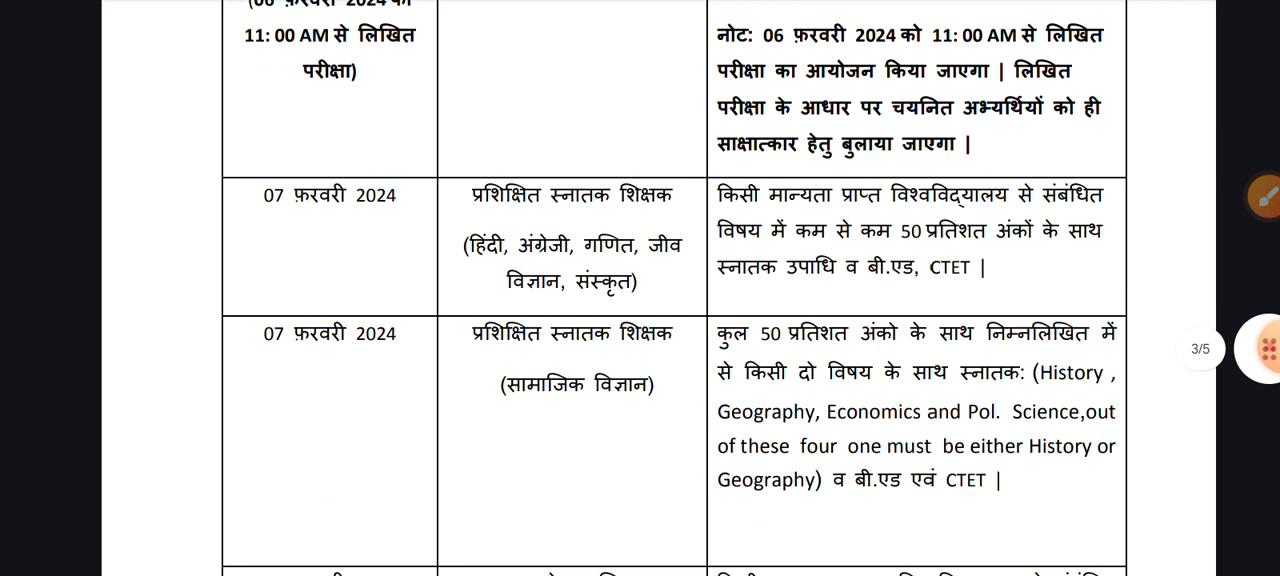 (06 फ़रवरी 2024 को
11: 00 AM से लिखित
परीक्षा)
नोट: 06 फ़रवरी 2024 को 11: 00 AM से लिखित
परीक्षा का आयोजन किया जाएगा | लिखित
परीक्षा के आधार पर चयनित अभ्यर्थियों को ही
साक्षात्कार हेतु बुलाया जाएगा |
07 फ़रवरी 2024
प्रशिक्षित स्नातक शिक्षक
(हिंदी, अंग्रेजी, गणित, जीव
विज्ञान, संस्कृत)
किसी मान्यता प्राप्त विश्वविद्यालय से संबंधित
विषय में कम से कम 50 प्रतिशत अंकों के साथ
स्नातक उपाधि व बी.एड, CTET |
07 फ़रवरी 2024
प्रशिक्षित स्नातक शिक्षक
(सामाजिक विज्ञान)
कुल 50 प्रतिशत अंको के साथ निम्नलिखित में
से किसी दो विषय के साथ स्नातक: (History ,
Geography, Economics and Pol. Science,out
of these four one must be either History or
Geography) व बी.एड एवं CTET |
3/5